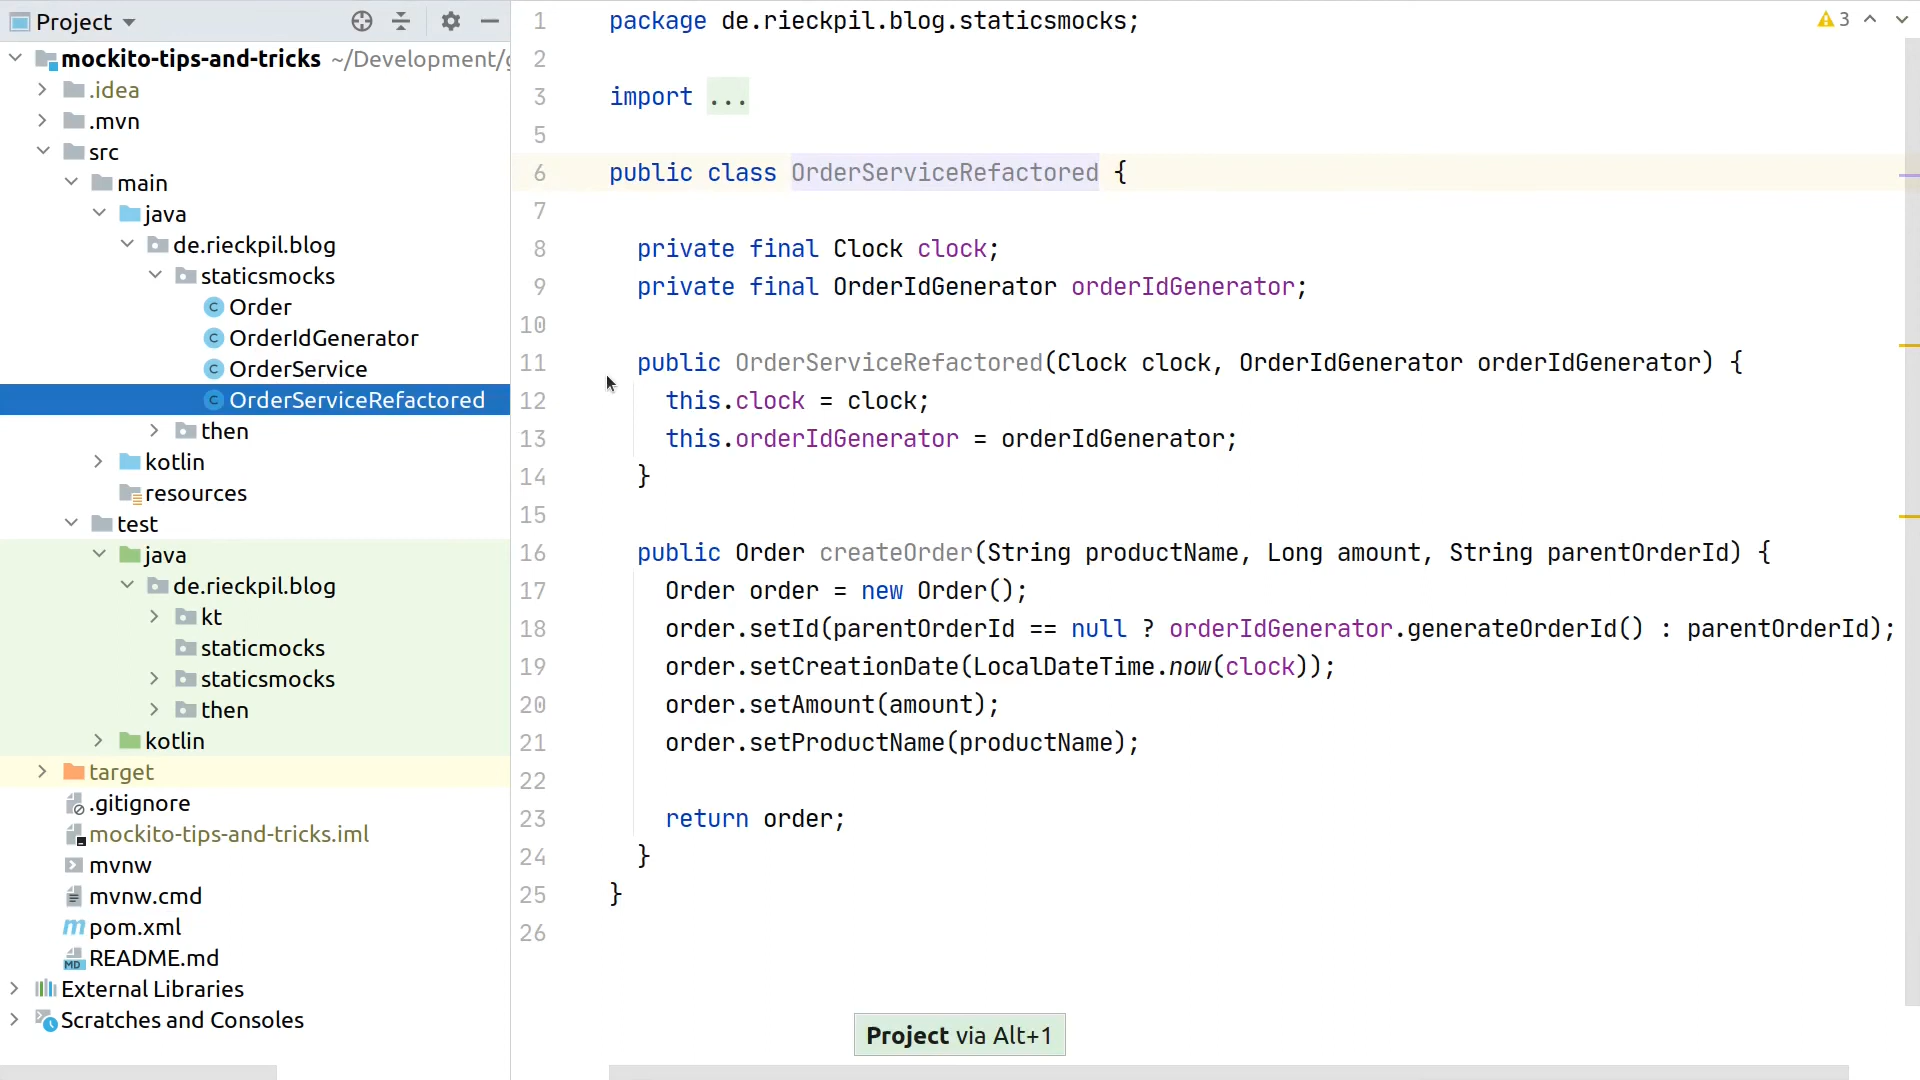 Project
mockito-tips-and-tricks ~/Development/
.idea
.mvn
src
main
java
de.rieckpil.blog
staticsmocks
Order
OrderIdGenerator
OrderService
OrderServiceRefactored
then
kotlin
resources
test
java
de.rieckpil.blog
kt
staticmocks
staticsmocks
then
kotlin
target
.gitignore
mockito-tips-and-tricks.iml
mvnw
mvnw.cmd
pom.xml
README.md
External Libraries
Scratches and Consoles
1 package de.rieckpil.blog.staticsmocks;
2
3 import ...
5
6 public class OrderServiceRefactored {
7
8 private final Clock clock;
9 private final OrderIdGenerator orderIdGenerator;
10
11 public OrderServiceRefactored(Clock clock, OrderIdGenerator orderIdGenerator) {
12 this.clock = clock;
13 this.orderIdGenerator = orderIdGenerator;
14 }
15
16 public Order createOrder(String productName, Long amount, String parentOrderId) {
17 Order order = new Order();
18 order.setId(parentOrderId == null ? orderIdGenerator.generateOrderId() : parentOrderId);
19 order.setCreationDate(LocalDateTime.now(clock));
20 order.setAmount(amount);
21 order.setProductName(productName);
22
23 return order;
24 }
25 }
26
3
Project via Alt+1